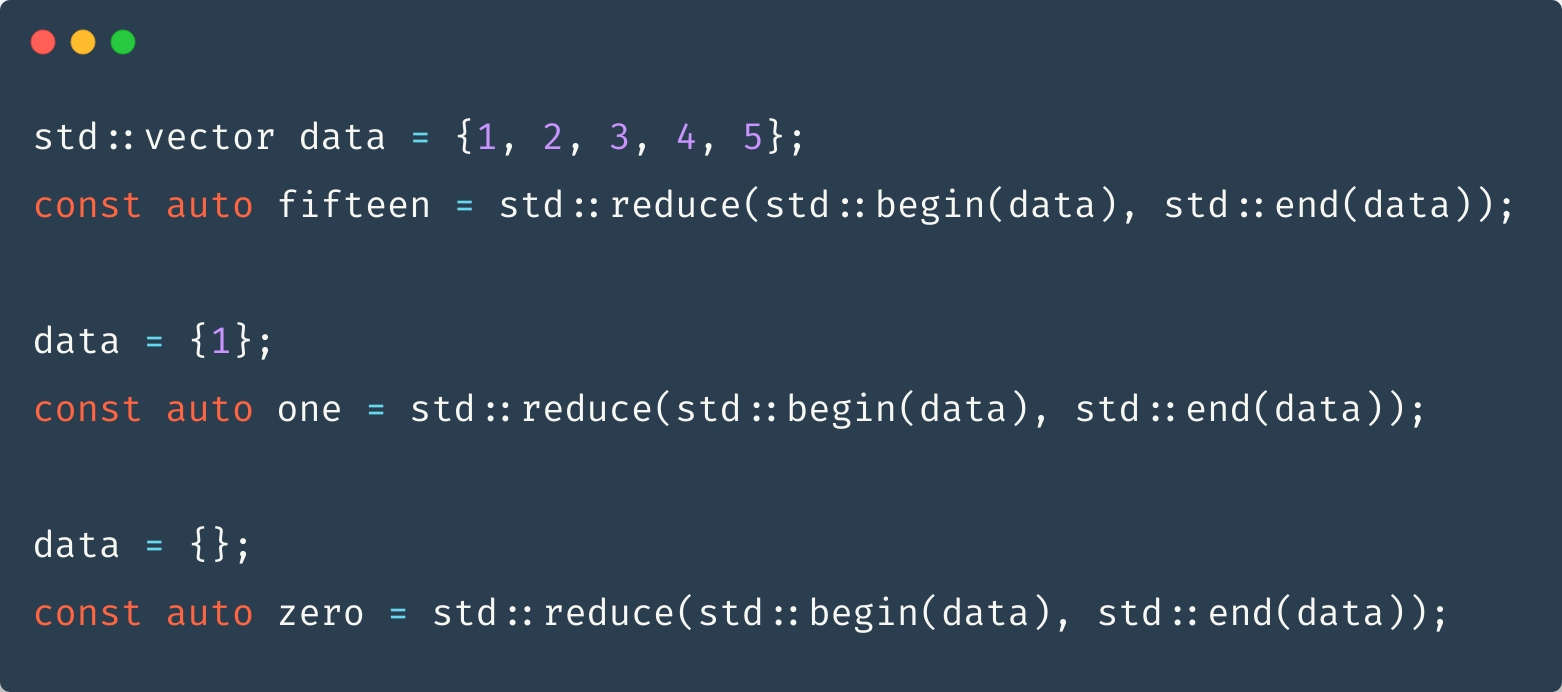 std::vector data = {1, 2, 3, 4, 5};
const auto fifteen = std::reduce(std::begin(data), std::end(data));
data = {1};
const auto one = std::reduce(std::begin(data), std::end(data));
data = {};
const auto zero = std::reduce(std::begin(data), std::end(data));